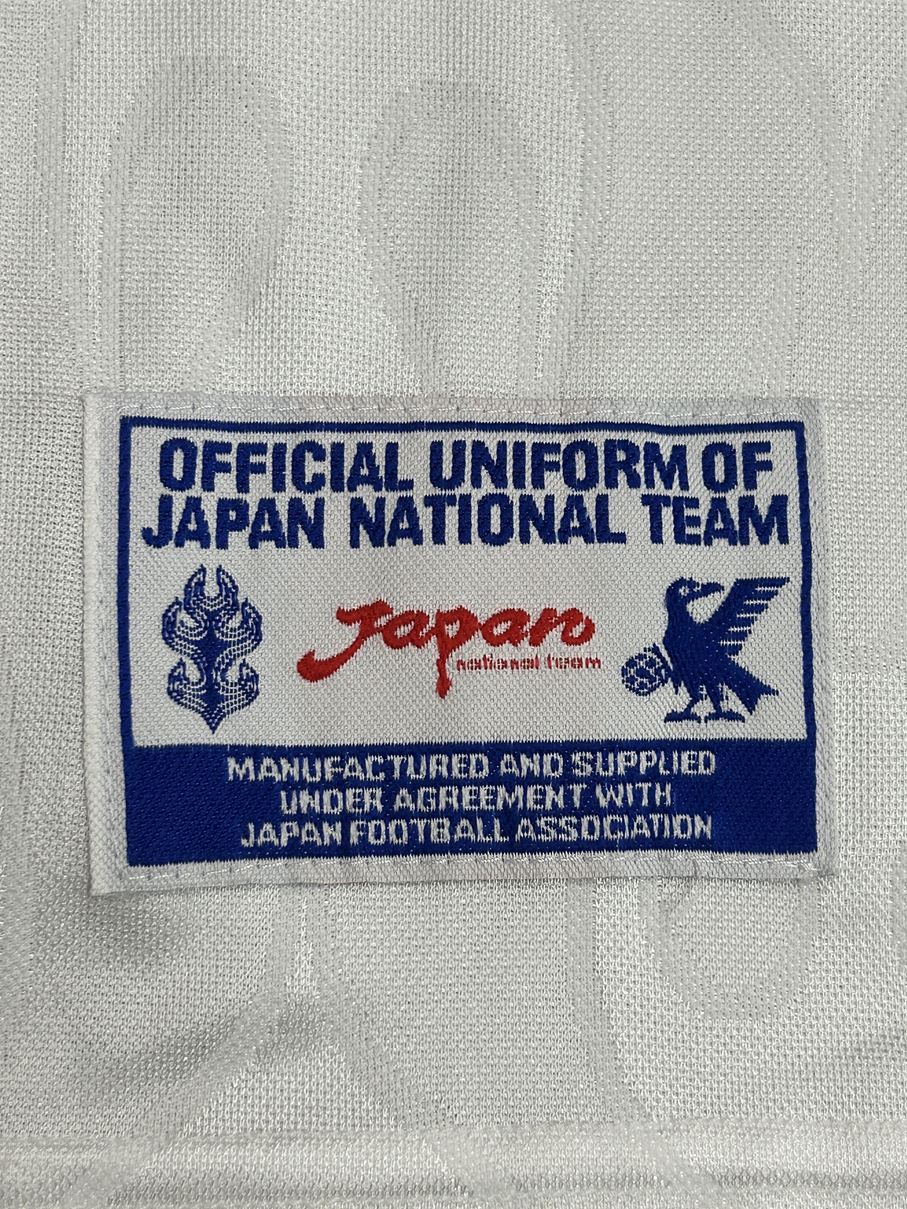 OFFICIAL UNIFORM OF
JAPAN NATIONAL TEAM
Japan
national team
MANUFACTURED AND SUPPLIED
UNDER AGREEMENT WITH
JAPAN FOOTBALL ASSOCIATION